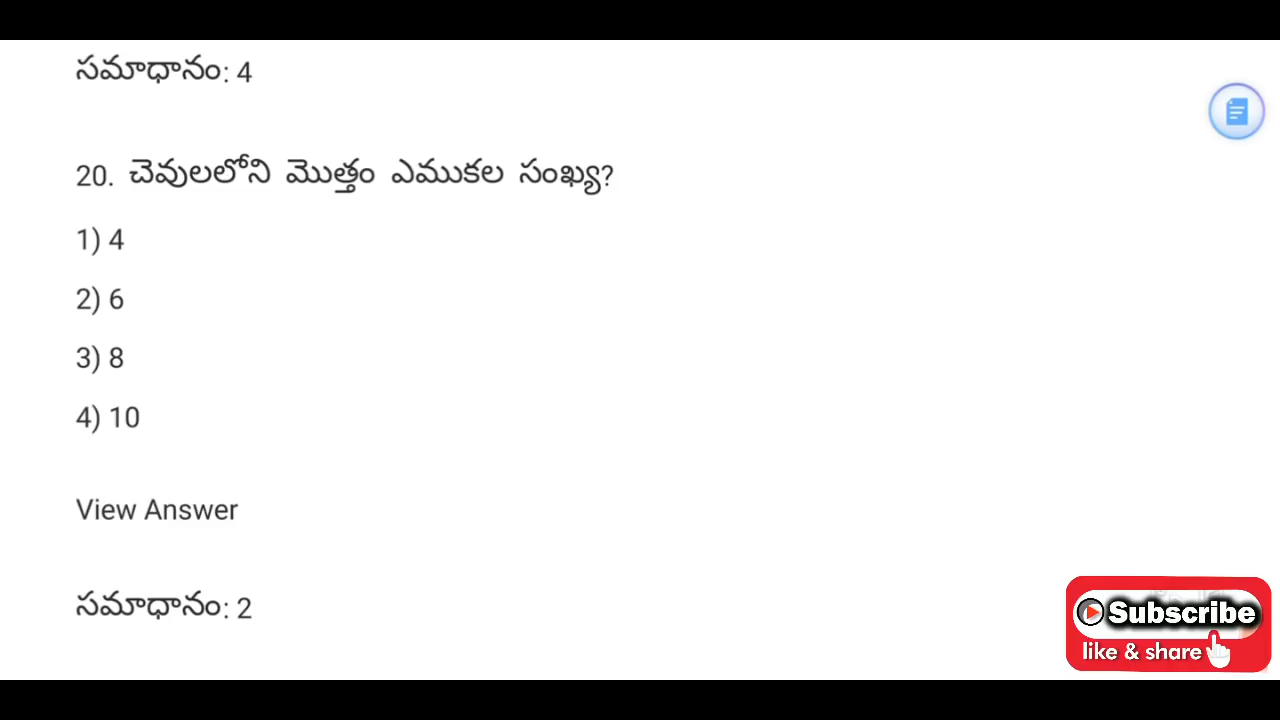 సమాధానం: 4
20. చెవులలోని మొత్తం ఎముకల సంఖ్య?
1) 4
2) 6
3) 8
4) 10
View Answer
సమాధానం: 2
Subscribe
like & share